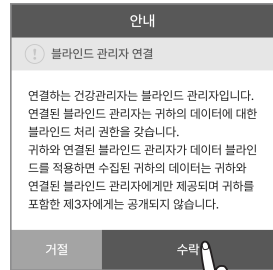 안내
블라인드 관리자 연결
연결하는 건강관리자는 블라인드 관리자입니다.
연결된 블라인드 관리자는 귀하의 데이터에 대한
블라인드 처리 권한을 갖습니다.
귀하와 연결된 블라인드 관리자가 데이터 블라인
드를 적용하면 수집된 귀하의 데이터는 귀하와
연결된 블라인드 관리자에게만 제공되며 귀하를
포함한 제3자에게는 공개되지 않습니다.
거절 수락